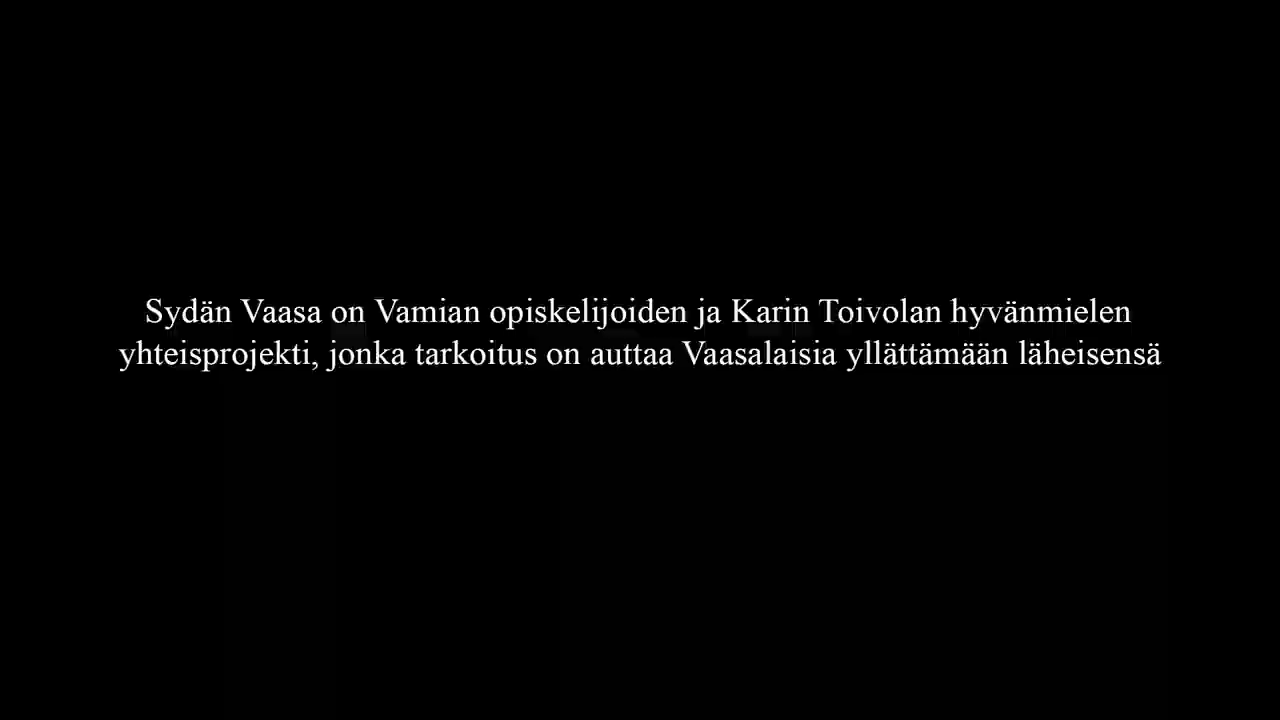 Sydän Vaasa on Vamian opiskelijoiden ja Karin Toivolan hyvänmielen
yhteisprojekti, jonka tarkoitus on auttaa Vaasalaisia yllättämään läheisensä